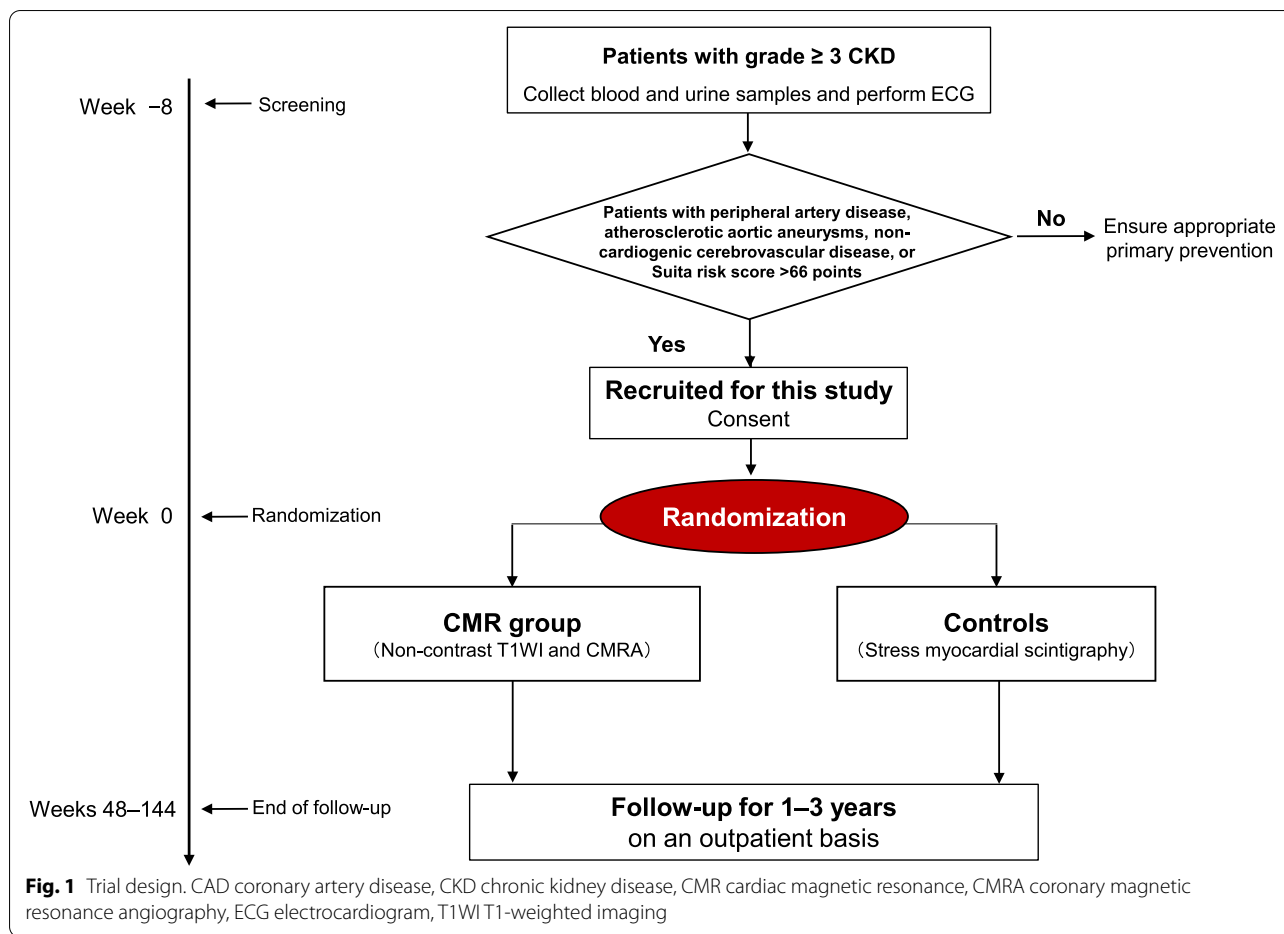 Patients with grade ≥ 3 CKD
Collect blood and urine samples and perform ECG
Week −8
Screening
Patients with peripheral artery disease,
atherosclerotic aortic aneurysms, non-
cardiogenic cerebrovascular disease, or
Suita risk score >66 points
No
Ensure appropriate
primary prevention
Yes
Recruited for this study
Consent
Week 0
Randomization
Randomization
CMR group
（Non-contrast T1WI and CMRA）
Controls
（Stress myocardial scintigraphy）
Weeks 48–144
End of follow-up
Follow-up for 1–3 years
on an outpatient basis
Fig. 1 Trial design. CAD coronary artery disease, CKD chronic kidney disease, CMR cardiac magnetic resonance, CMRA coronary magnetic
resonance angiography, ECG electrocardiogram, T1WI T1-weighted imaging